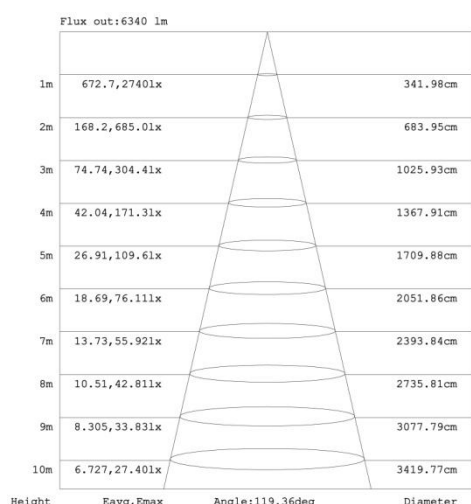 Flux out:6340 lm
1m 672.7,2740lx 341.98cm
2m 168.2,685.0lx 683.95cm
3m 74.74,304.4lx 1025.93cm
4m 42.04,171.3lx 1367.91cm
5m 26.91,109.6lx 1709.88cm
6m 18.69,76.11lx 2051.86cm
7m 13.73,55.92lx 2393.84cm
8m 10.51,42.81lx 2735.81cm
9m 8.305,33.83lx 3077.79cm
10m 6.727,27.40lx 3419.77cm
Height Eavg,Emax Angle:119.36deg Diameter